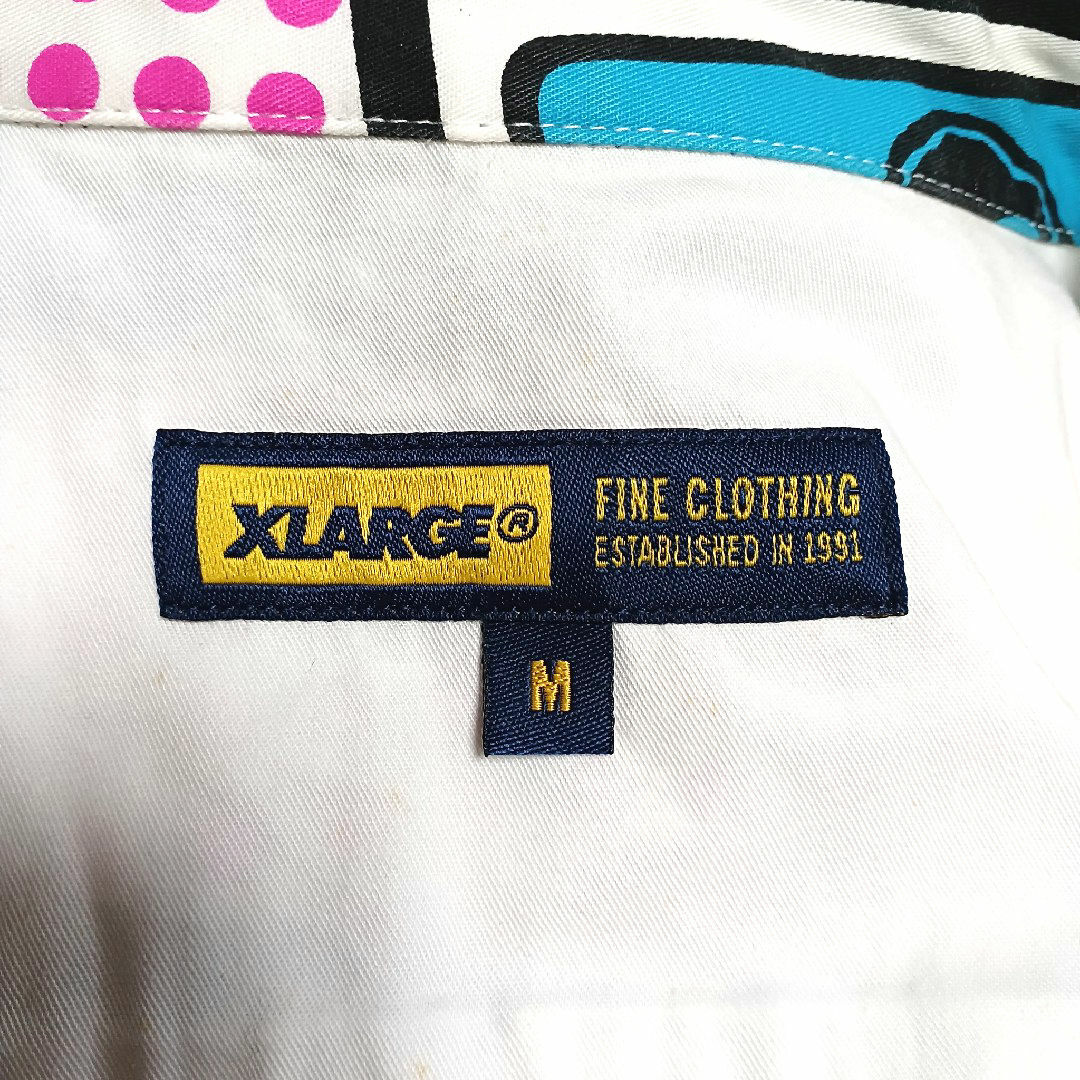 XLARGE®
FINE CLOTHING
ESTABLISHED IN 1991
M